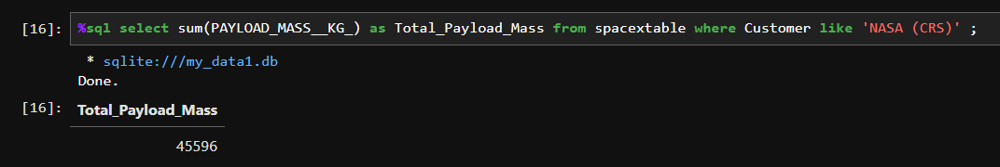 [16]: %sql select sum(PAYLOAD_MASS__KG_) as Total_Payload_Mass from spacextable where Customer like 'NASA (CRS)' ;
* sqlite:///my_data1.db
Done.
[16]: Total_Payload_Mass
45596